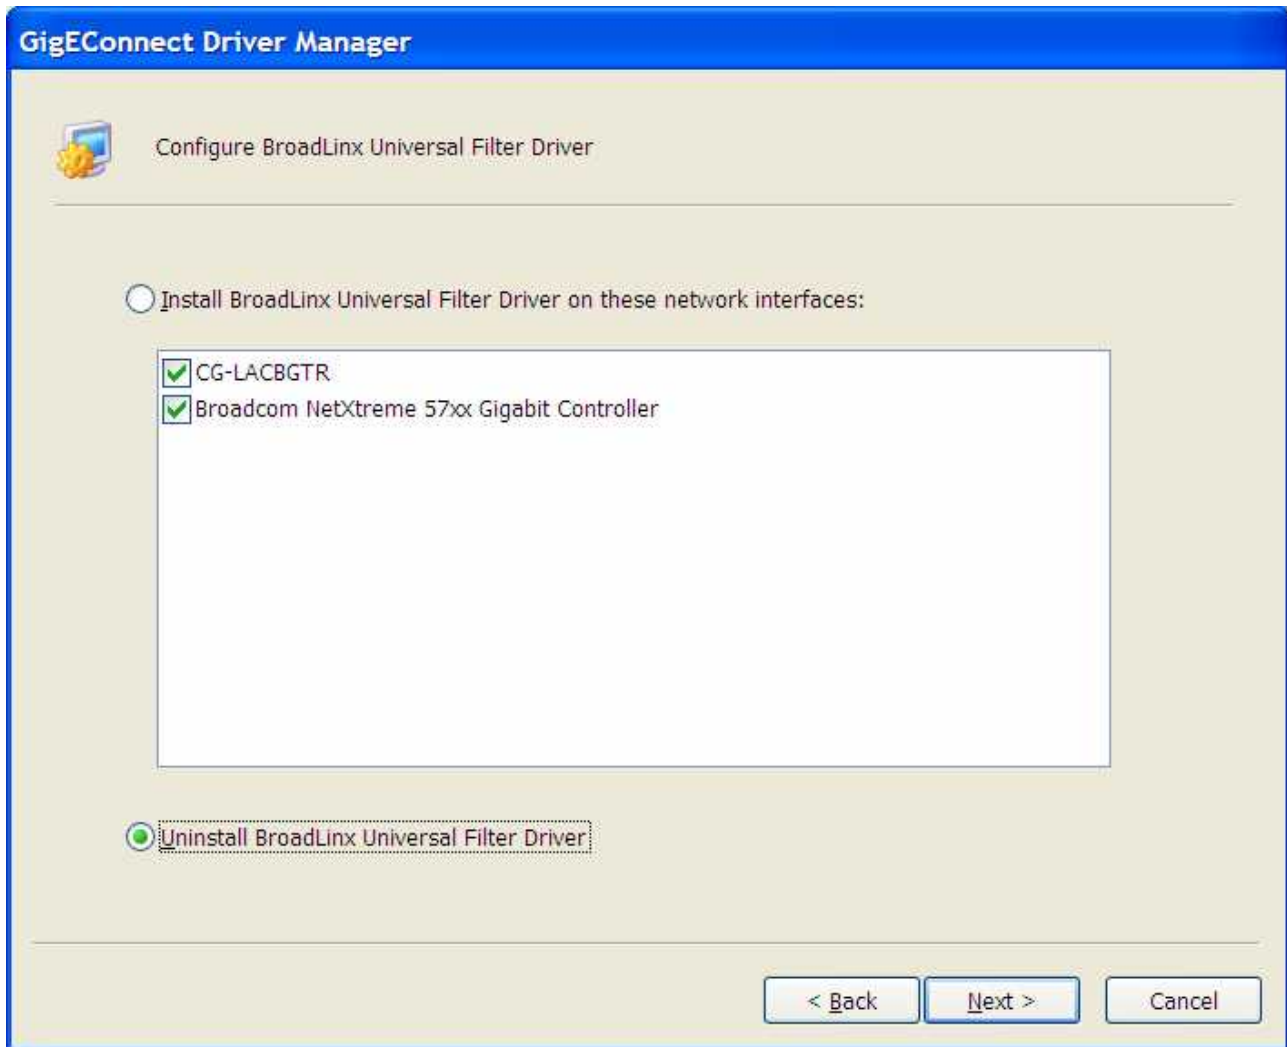 GigEConnect Driver Manager
Configure BroadLinx Universal Filter Driver
Install BroadLinx Universal Filter Driver on these network interfaces:
CG-LACBGTR
Broadcom NetXtreme 57xx Gigabit Controller
Uninstall BroadLinx Universal Filter Driver
< Back Next > Cancel